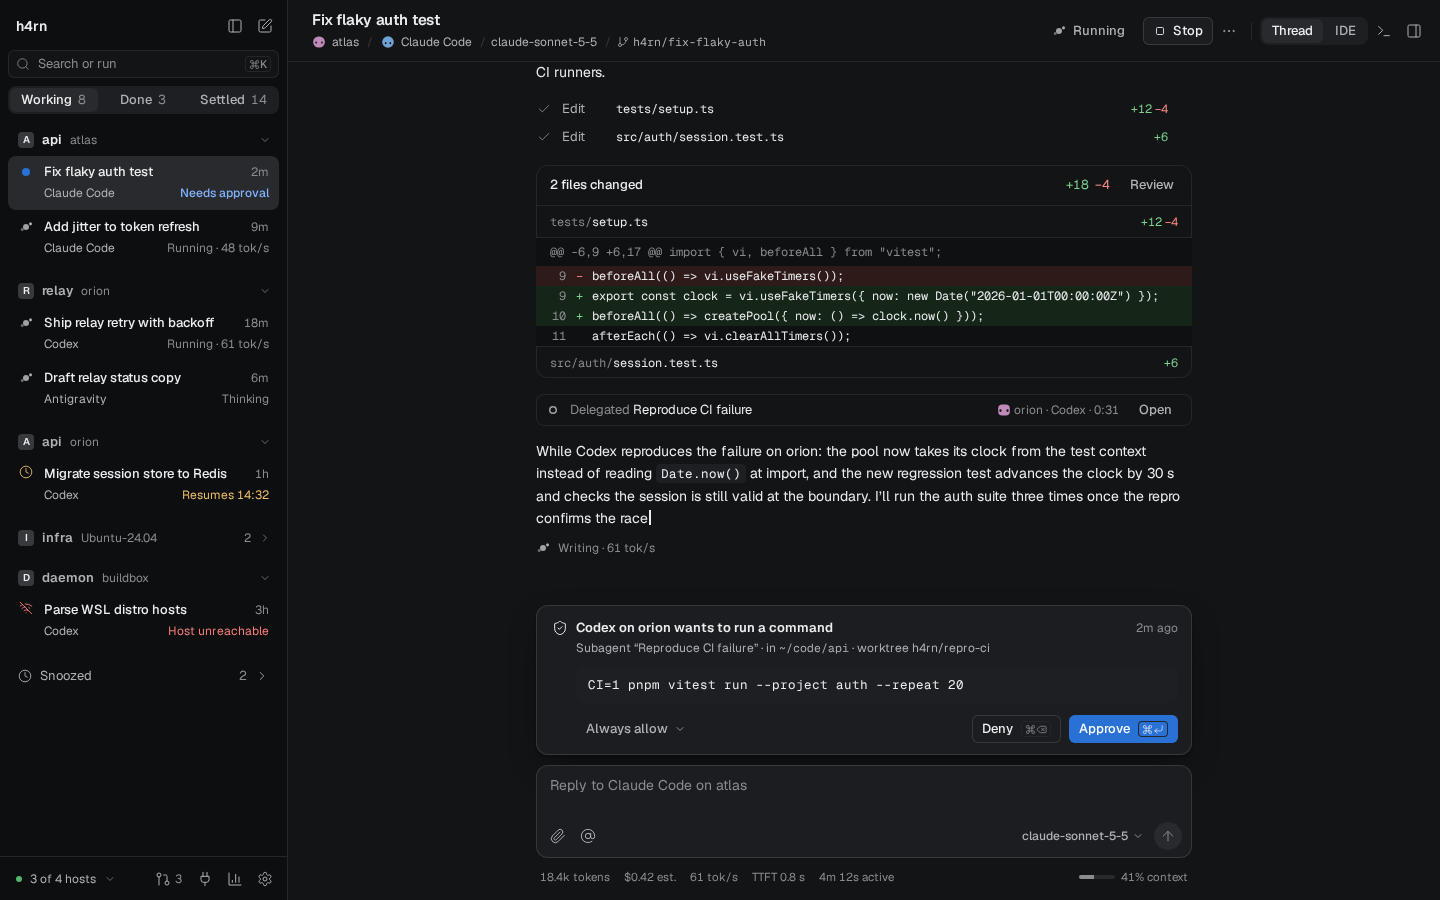 h4rn
Search or run ⌘K
Working 8 Done 3 Settled 14
A api atlas
Fix flaky auth test 2m
Claude Code Needs approval
Add jitter to token refresh 9m
Claude Code Running · 48 tok/s
R relay orion
Ship relay retry with backoff 18m
Codex Running · 61 tok/s
Draft relay status copy 6m
Antigravity Thinking
A api orion
Migrate session store to Redis 1h
Codex Resumes 14:32
I infra Ubuntu-24.04 2
D daemon buildbox
Parse WSL distro hosts 3h
Codex Host unreachable
Snoozed 2
3 of 4 hosts 3
Fix flaky auth test
atlas / Claude Code / claude-sonnet-5-5 / h4rn/fix-flaky-auth
Running Stop ··· Thread IDE
CI runners.
Edit tests/setup.ts +12 −4
Edit src/auth/session.test.ts +6
2 files changed +18 −4 Review
tests/setup.ts +12 −4
@@ -6,9 +6,17 @@ import { vi, beforeAll } from "vitest";
9 − beforeAll(() => vi.useFakeTimers());
9 + export const clock = vi.useFakeTimers({ now: new Date("2026-01-01T00:00:00Z") });
10 + beforeAll(() => createPool({ now: () => clock.now() }));
11 afterEach(() => vi.clearAllTimers());
src/auth/session.test.ts +6
Delegated Reproduce CI failure orion · Codex · 0:31 Open
While Codex reproduces the failure on orion: the pool now takes its clock from the test context
instead of reading Date.now() at import, and the new regression test advances the clock by 30 s
and checks the session is still valid at the boundary. I’ll run the auth suite three times once the repro
confirms the race
Writing · 61 tok/s
Codex on orion wants to run a command 2m ago
Subagent “Reproduce CI failure” · in ~/code/api · worktree h4rn/repro-ci
CI=1 pnpm vitest run --project auth --repeat 20
Always allow Deny ⌘⌫ Approve ⌘↵
Reply to Claude Code on atlas
claude-sonnet-5-5
18.4k tokens $0.42 est. 61 tok/s TTFT 0.8 s 4m 12s active 41% context